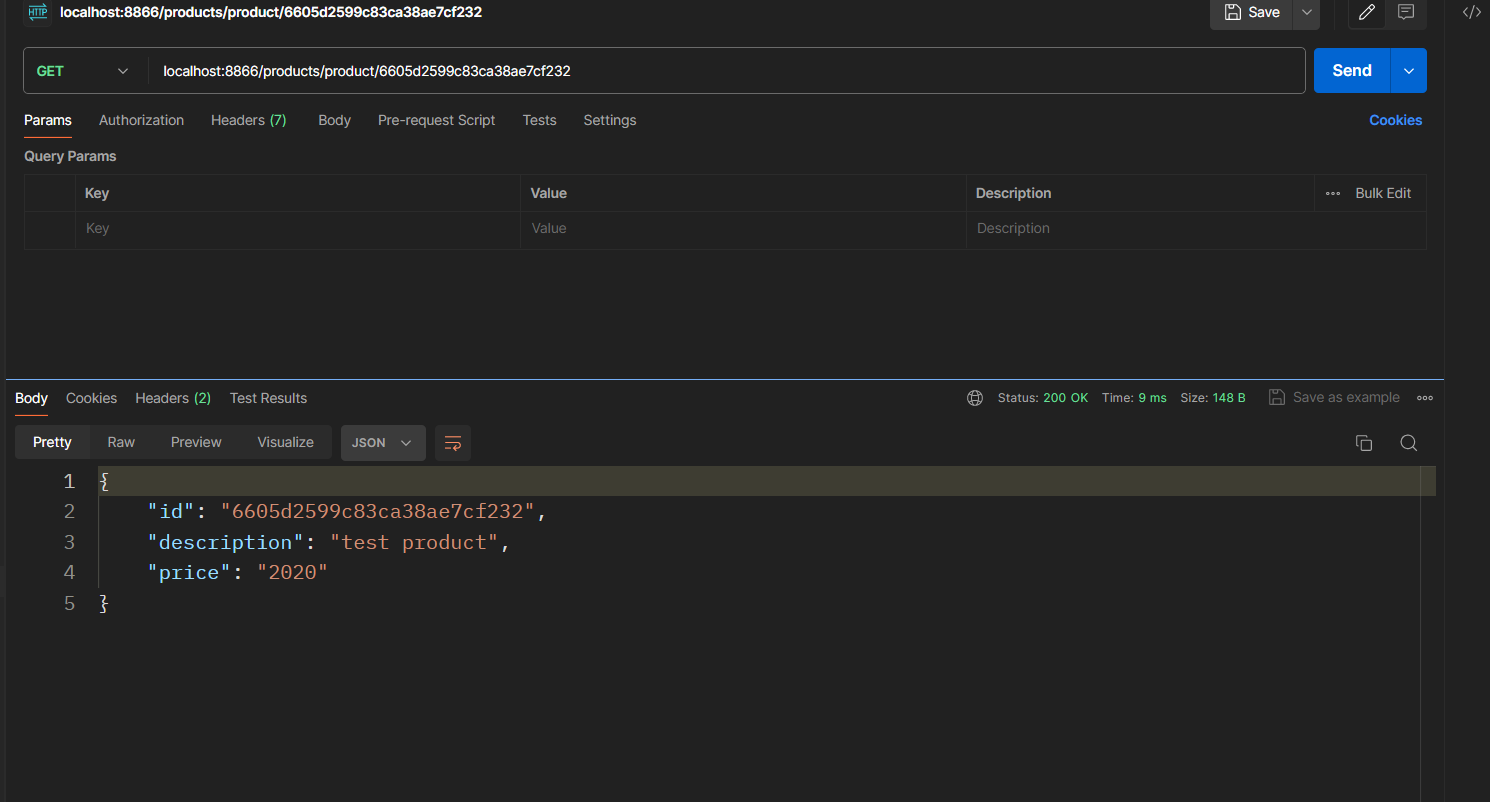 HTTP localhost:8866/products/product/6605d2599c83ca38ae7cf232 Save
GET localhost:8866/products/product/6605d2599c83ca38ae7cf232 Send
Params Authorization Headers (7) Body Pre-request Script Tests Settings Cookies
Query Params
Key Value Description Bulk Edit
Key Value Description
Body Cookies Headers (2) Test Results Status: 200 OK Time: 9 ms Size: 148 B Save as example
Pretty Raw Preview Visualize JSON
1 {
2 "id": "6605d2599c83ca38ae7cf232",
3 "description": "test product",
4 "price": "2020"
5 }